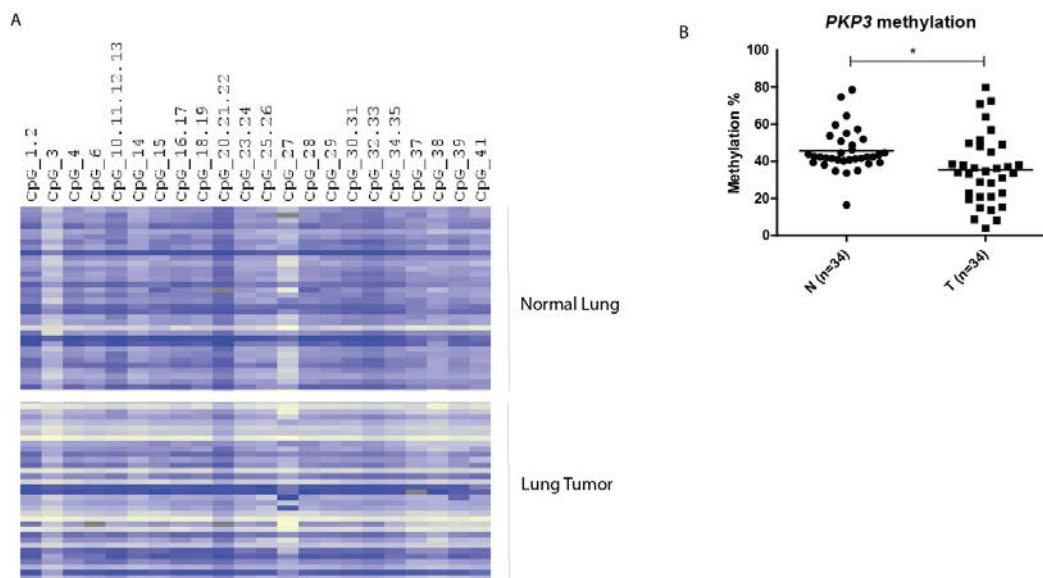 A
CpG_1.2
CpG_3
CpG_4
CpG_6
CpG_10.11.12.13
CpG_14
CpG_15
CpG_16.17
CpG_18.19
CpG_20.21.22
CpG_23.24
CpG_25.26
CpG_27
CpG_28
CpG_29
CpG_30.31
CpG_32.33
CpG_34.35
CpG_37
CpG_38
CpG_39
CpG_41
Normal Lung
Lung Tumor
B
PKP3 methylation
*
Methylation %
100
80
60
40
20
0
N (n=34)
T (n=34)